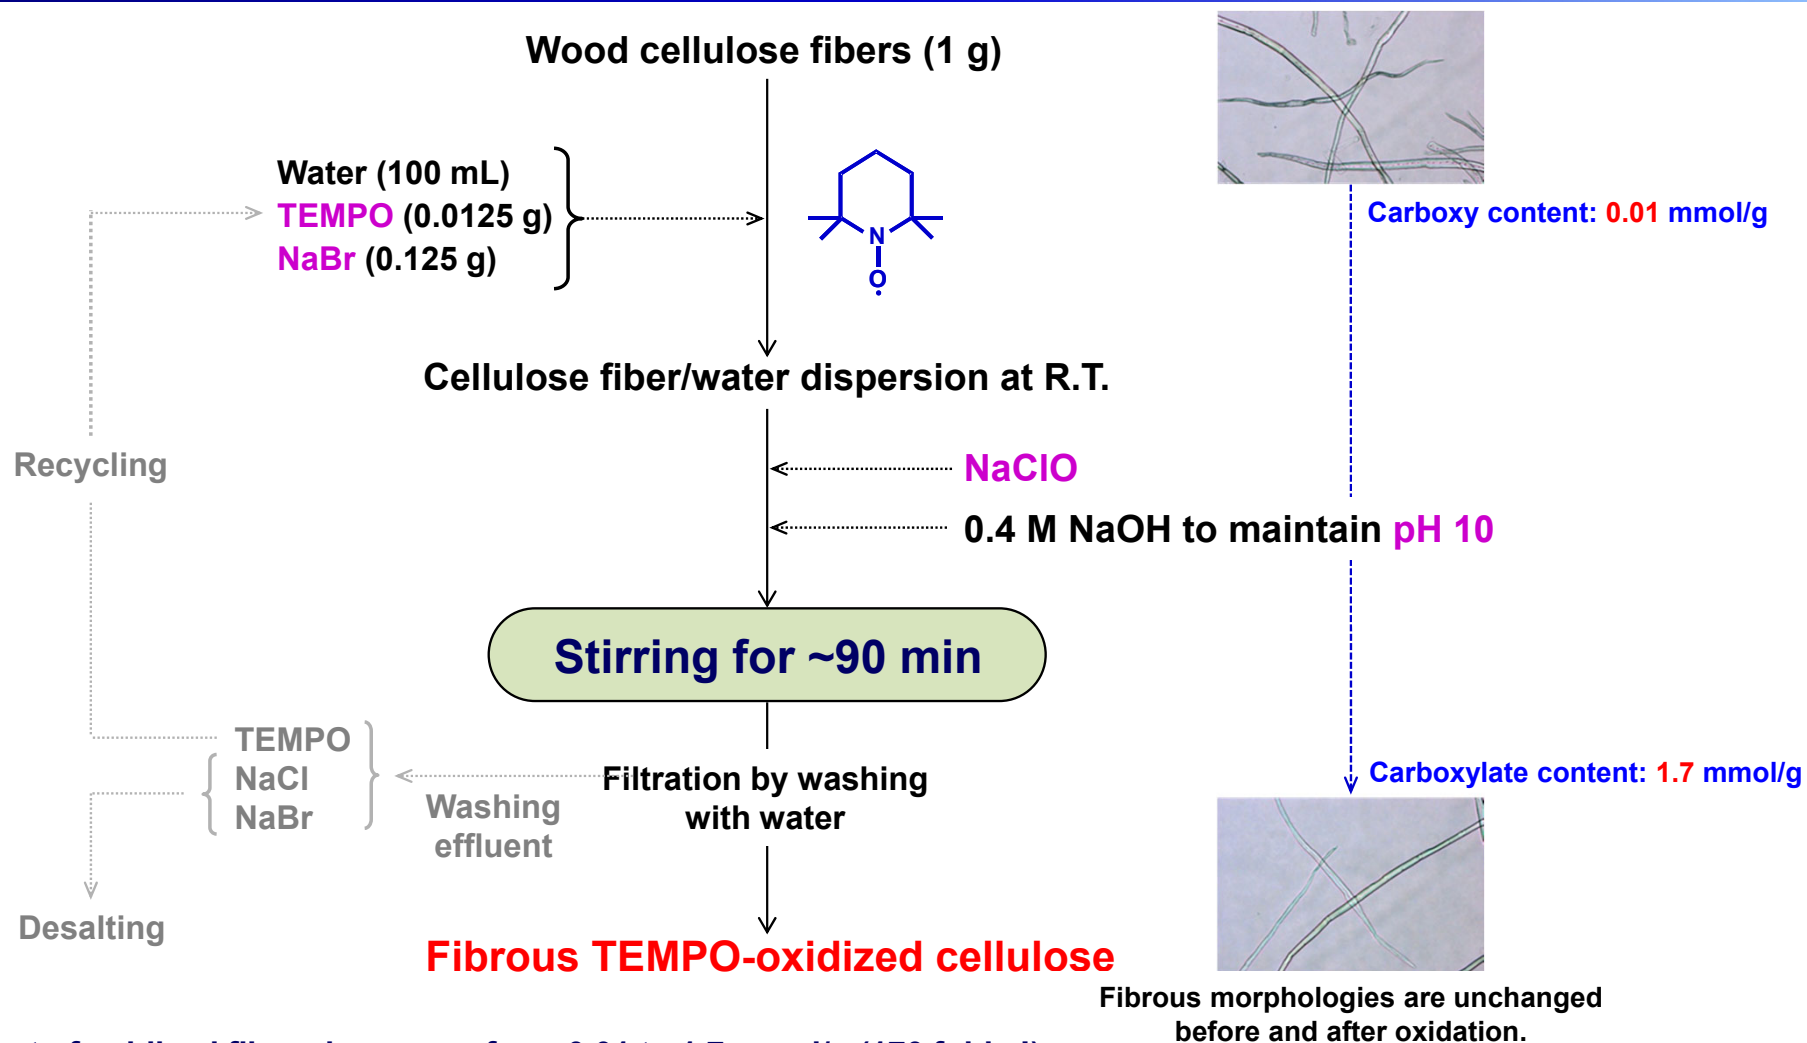 Wood cellulose fibers (1 g)
Water (100 mL)
TEMPO (0.0125 g)
NaBr (0.125 g)
N
O
Carboxy content: 0.01 mmol/g
Cellulose fiber/water dispersion at R.T.
Recycling
NaClO
0.4 M NaOH to maintain pH 10
Stirring for ~90 min
TEMPO
NaCl
NaBr
Washing
effluent
Filtration by washing
with water
Carboxylate content: 1.7 mmol/g
Desalting
Fibrous TEMPO-oxidized cellulose
Fibrous morphologies are unchanged
before and after oxidation.